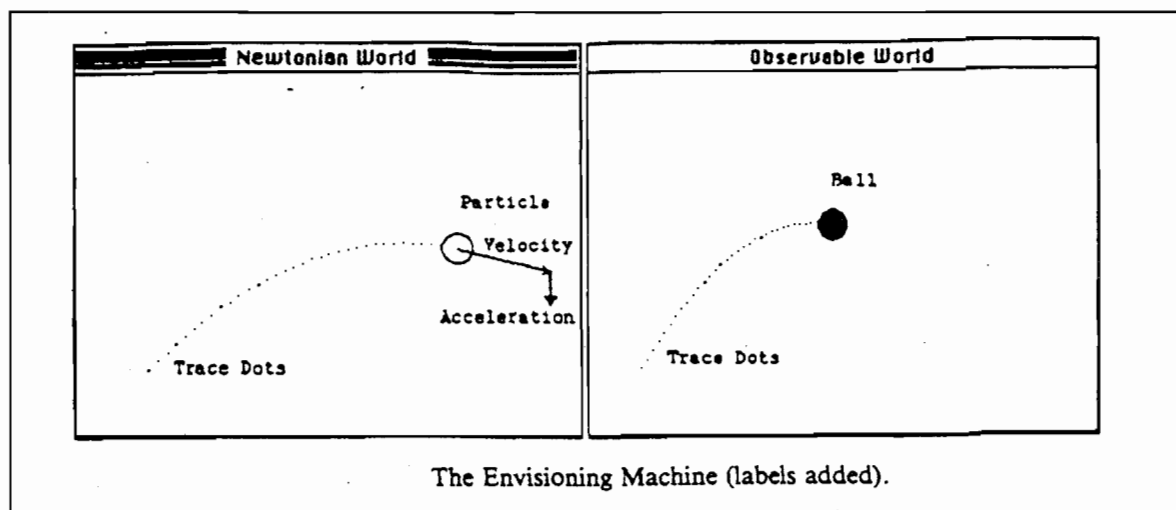 Newtonian World
Observable World
Particle
Velocity
Acceleration
Trace Dots
Ball
Trace Dots
The Envisioning Machine (labels added).